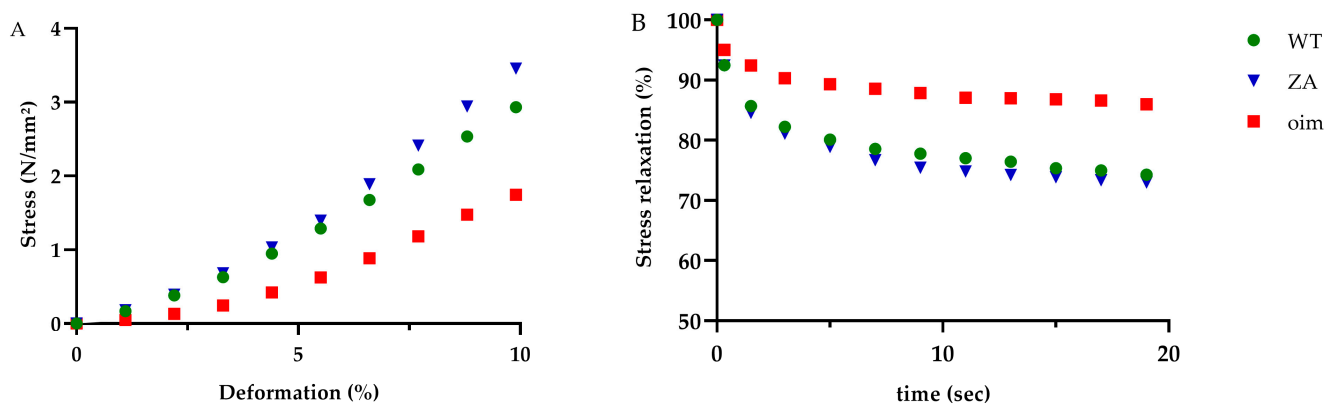 A
Stress (N/mm²)
4
3
2
1
0
0 5 10
Deformation (%)
B
Stress relaxation (%)
100
90
80
70
60
50
0 10 20
time (sec)
WT
ZA
oim